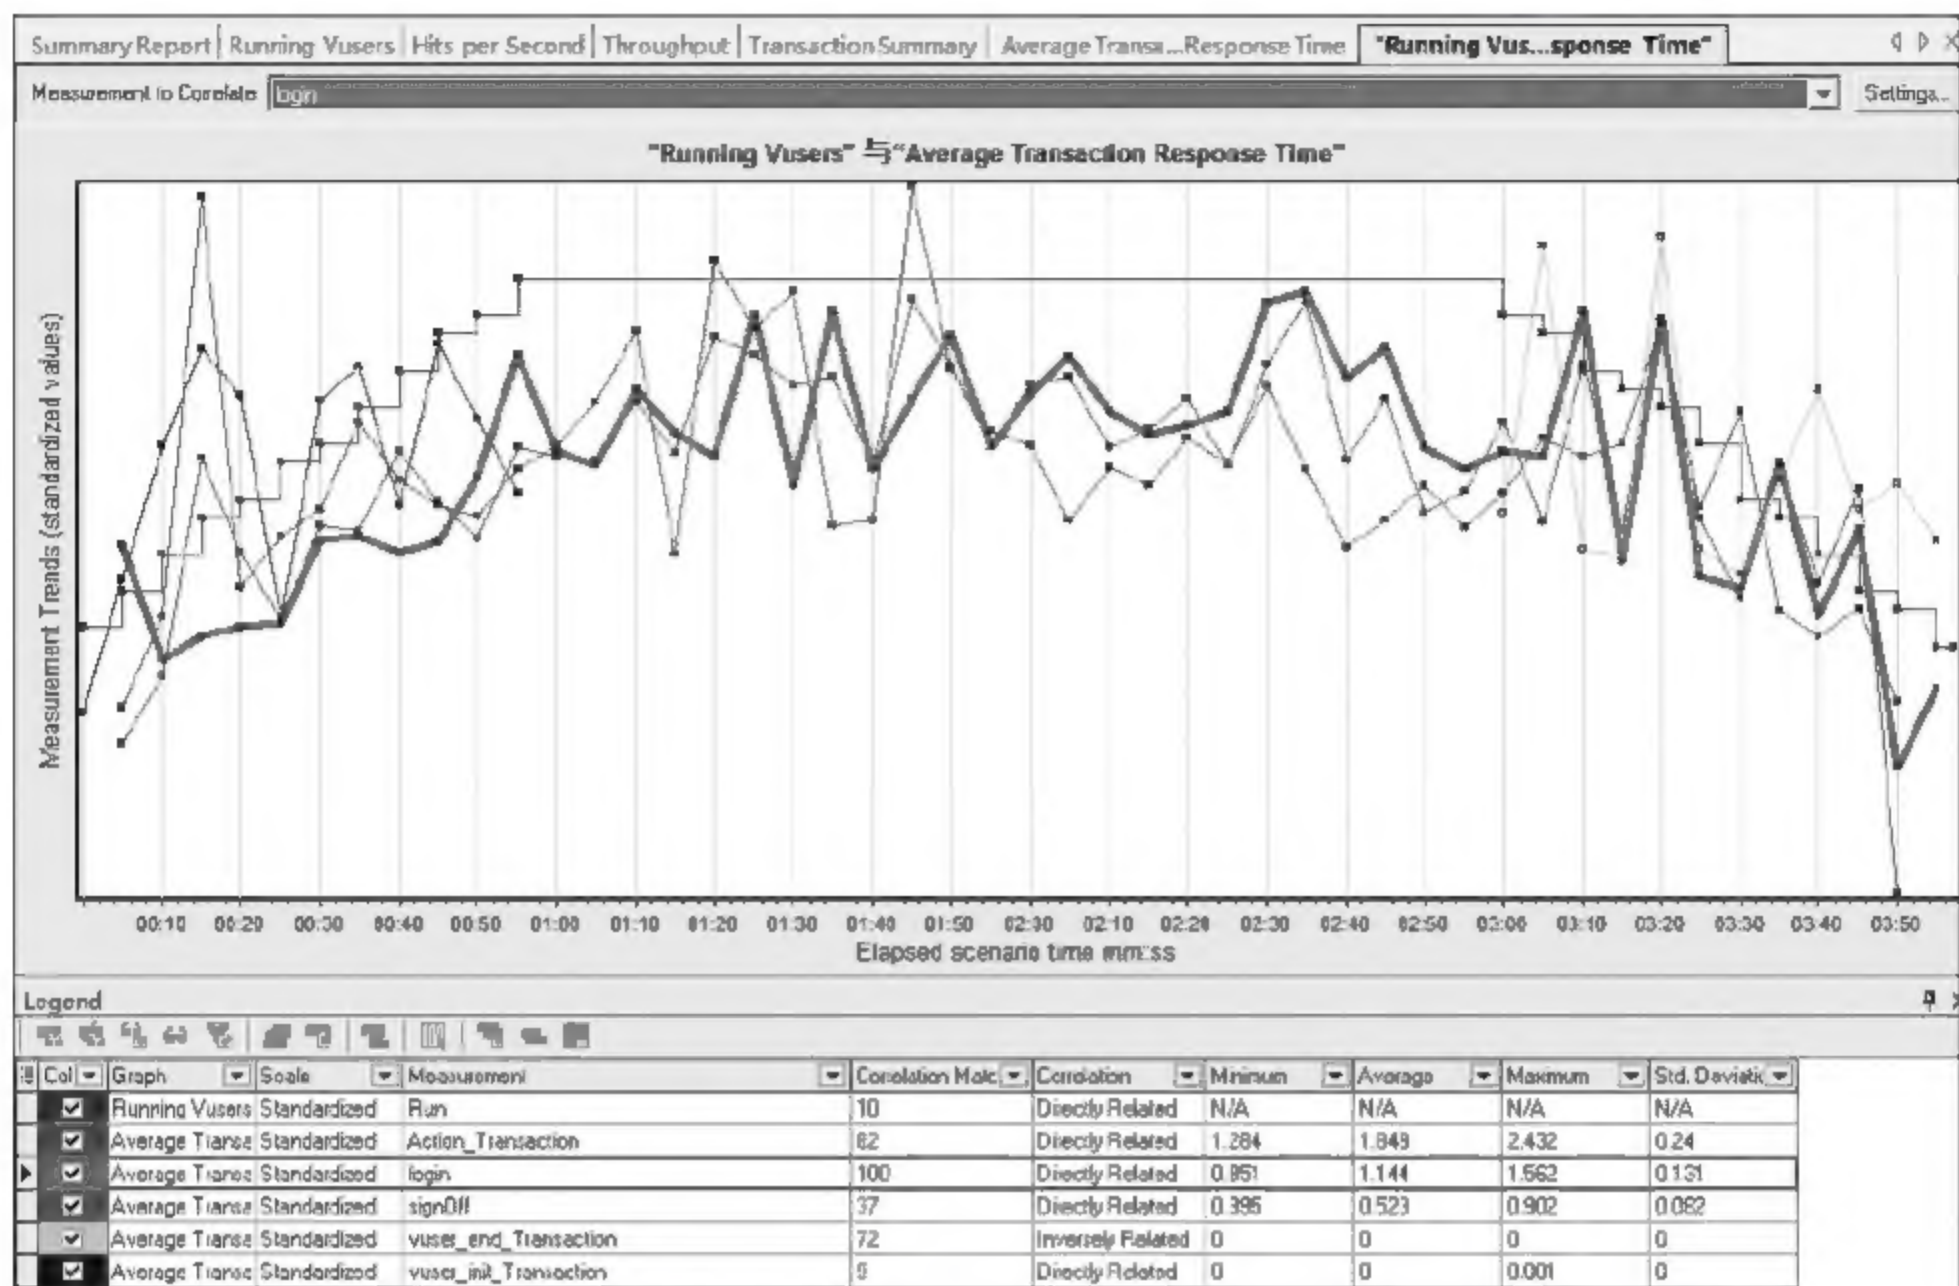 Summary Report Running Vusers Hits per Second Throughput Transaction Summary Average Transa...Response Time "Running Vus...sponse Time"
Measurement to Correlate login Settings...
"Running Vusers" "Average Transaction Response Time"
Measurement Trends (standardized values)
00:10 00:20 00:30 00:40 00:50 01:00 01:10 01:20 01:30 01:40 01:50 02:00 02:10 02:20 02:30 02:40 02:50 03:00 03:10 03:20 03:30 03:40 03:50
Elapsed scenario time mm:ss
Legend
Col Graph Scale Measurement Correlation Matc Correlation Minimum Average Maximum Std. Deviatic
Running Vusers Standardized Run 10 Directly Related N/A N/A N/A N/A
Average Transa Standardized Action_Transaction 82 Directly Related 1.284 1.849 2.432 0.24
Average Transa Standardized login 100 Directly Related 1.144 1.562 0.131
Average Transa Standardized signOff 37 Directly Related 0.395 0.523 0.902 0.082
Average Transa Standardized vuser_end_Transaction 72 Inversely Related 0 0 0 0
Average Transa Standardized vuser_init_Transaction Directly Related 0 0 0.001 0